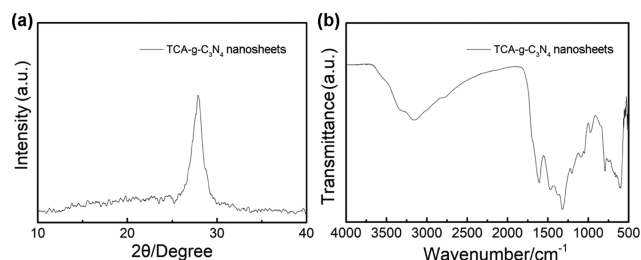 (a)
TCA-g-C₃N₄ nanosheets
Intensity (a.u.)
10 20 30 40
2θ/Degree
(b)
TCA-g-C₃N₄ nanosheets
Transmittance(a.u.)
4000 3500 3000 2500 2000 1500 1000 500
Wavenumber/cm⁻¹